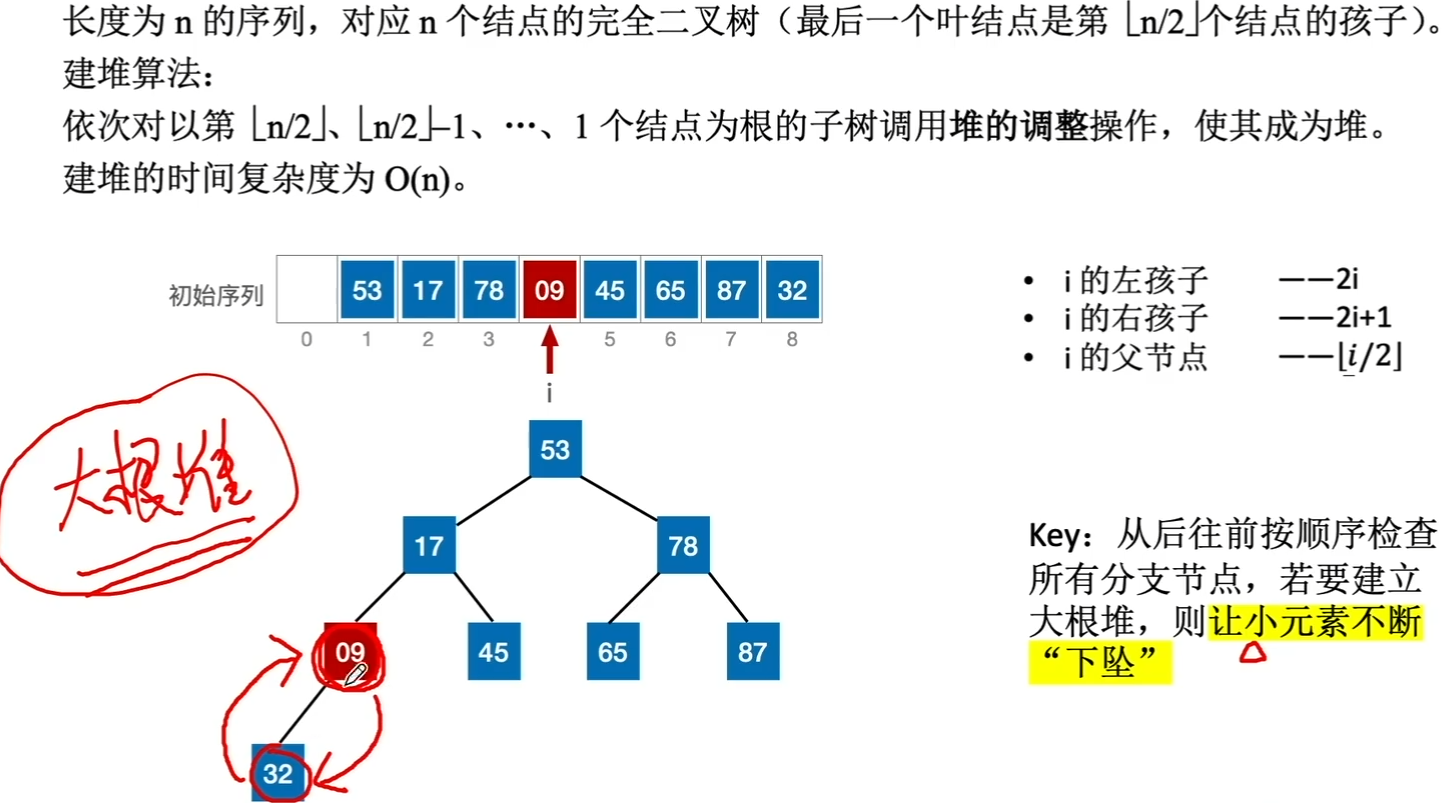 长度为 n 的序列，对应 n 个结点的完全二叉树（最后一个叶结点是第 ⌊n/2⌋个结点的孩子）。
建堆算法：
依次对以第 ⌊n/2⌋、⌊n/2⌋–1、…、1 个结点为根的子树调用堆的调整操作，使其成为堆。
建堆的时间复杂度为 O(n)。
初始序列 53 17 78 09 45 65 87 32
0 1 2 3 5 6 7 8
i
• i 的左孩子 ——2i
• i 的右孩子 ——2i+1
• i 的父节点 ——⌊i/2⌋
大根堆
53
17 78
09 45 65 87
32
Key：从后往前按顺序检查
所有分支节点，若要建立
大根堆，则让小元素不断
“下坠”